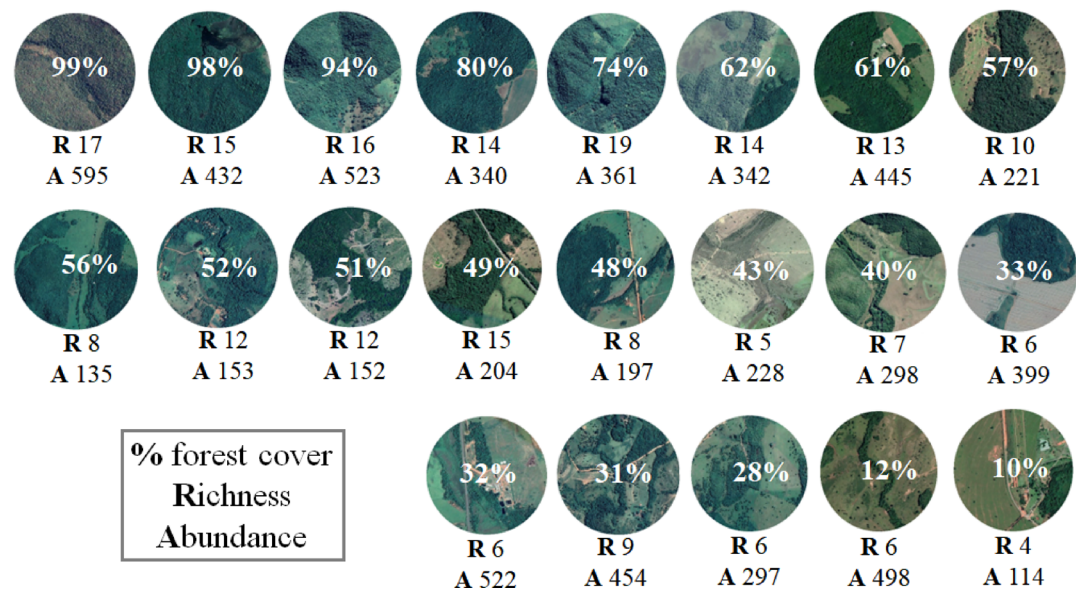 99% 98% 94% 80% 74% 62% 61% 57%
R 17 R 15 R 16 R 14 R 19 R 14 R 13 R 10
A 595 A 432 A 523 A 340 A 361 A 342 A 445 A 221
56% 52% 51% 49% 48% 43% 40% 33%
R 8 R 12 R 12 R 15 R 8 R 5 R 7 R 6
A 135 A 153 A 152 A 204 A 197 A 228 A 298 A 399
% forest cover
Richness
Abundance
32% 31% 28% 12% 10%
R 6 R 9 R 6 R 6 R 4
A 522 A 454 A 297 A 498 A 114